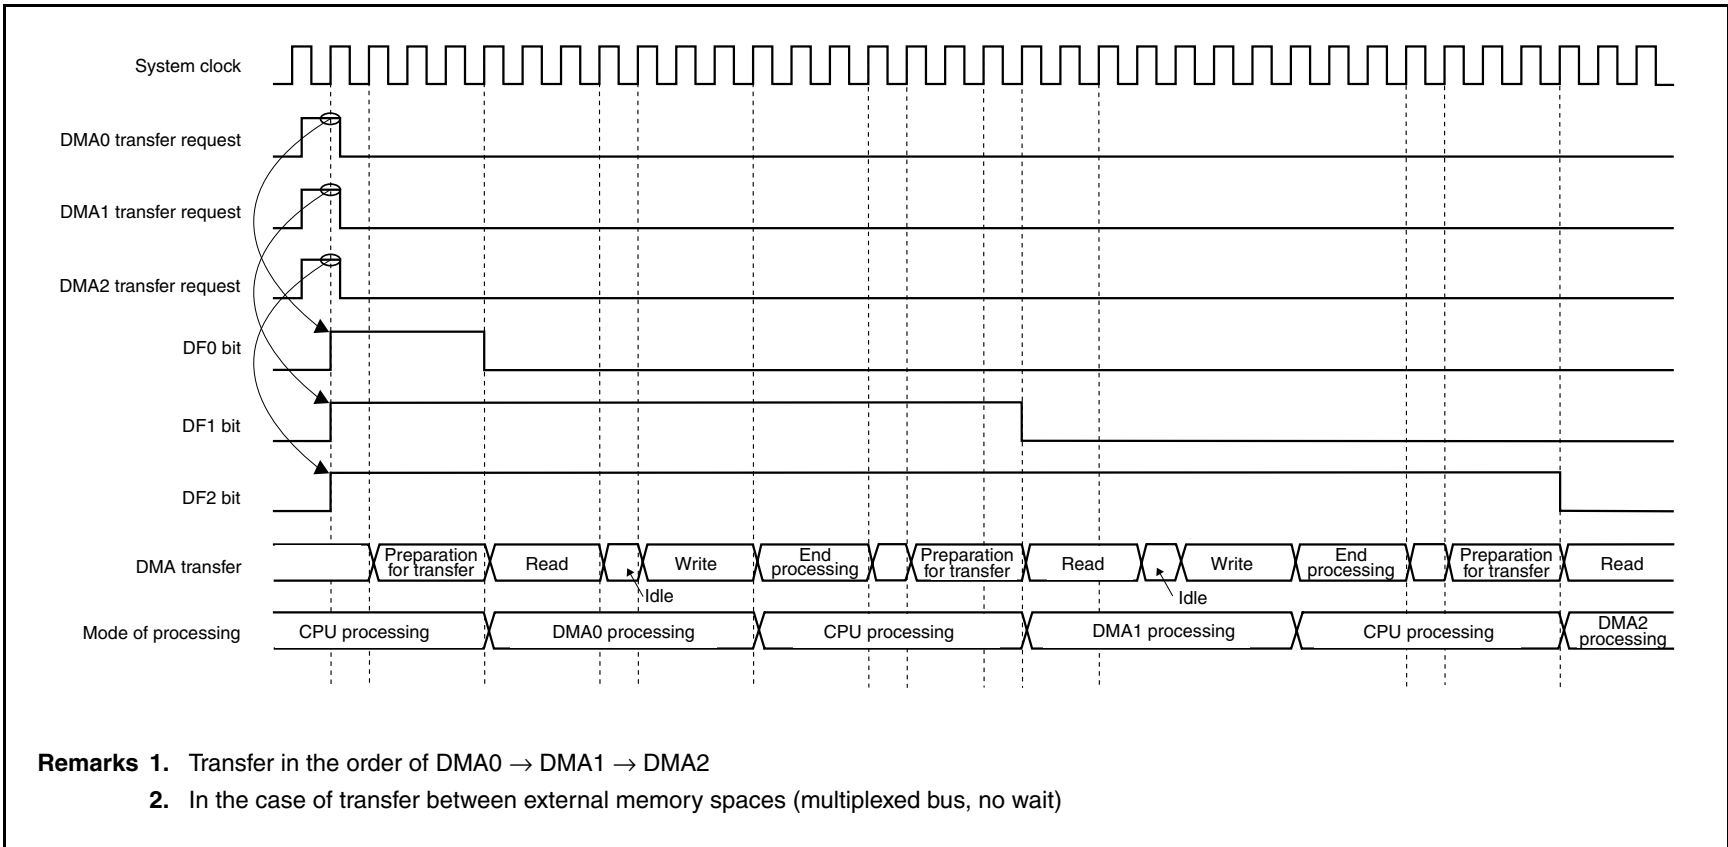 System clock
DMA0 transfer request
DMA1 transfer request
DMA2 transfer request
DF0 bit
DF1 bit
DF2 bit
DMA transfer
Preparation
for transfer
Read
Idle
Write
End
processing
Preparation
for transfer
Read
Idle
Write
End
processing
Preparation
for transfer
Read
Mode of processing
CPU processing
DMA0 processing
CPU processing
DMA1 processing
CPU processing
DMA2
processing
Remarks 1. Transfer in the order of DMA0 → DMA1 → DMA2
2. In the case of transfer between external memory spaces (multiplexed bus, no wait)